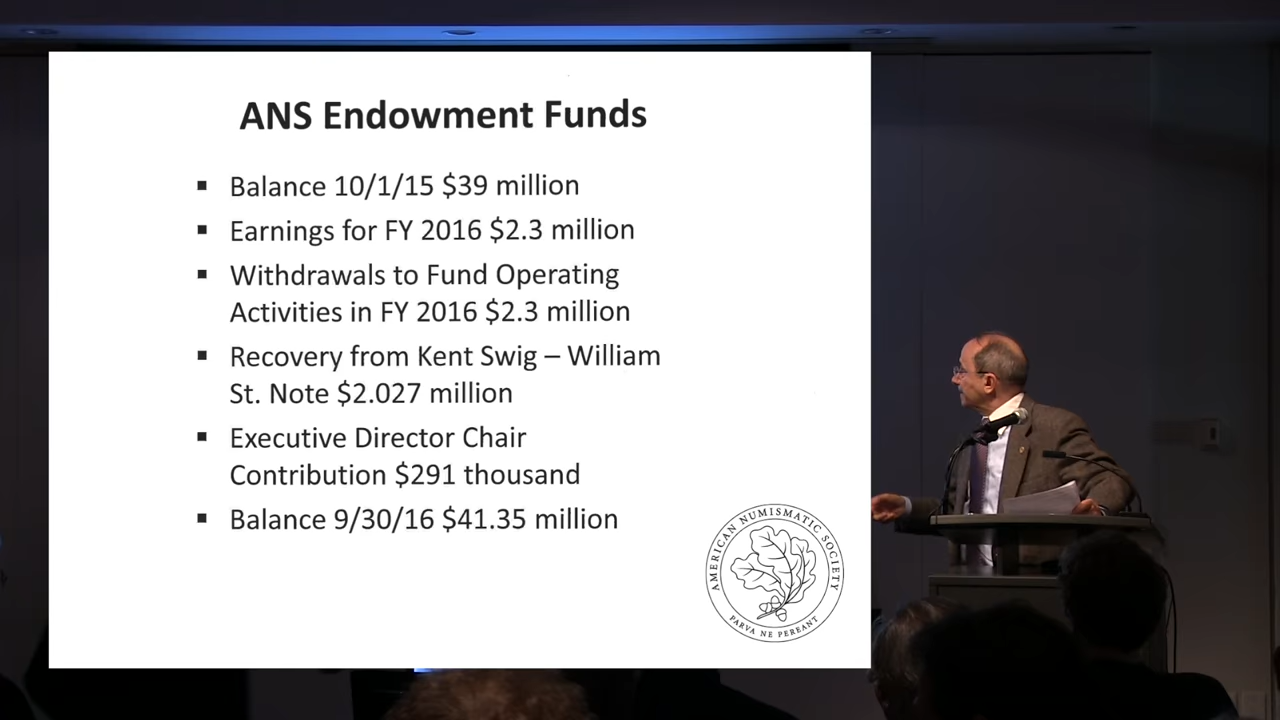 ANS Endowment Funds
▪ Balance 10/1/15 $39 million
▪ Earnings for FY 2016 $2.3 million
▪ Withdrawals to Fund Operating
Activities in FY 2016 $2.3 million
▪ Recovery from Kent Swig – William
St. Note $2.027 million
▪ Executive Director Chair
Contribution $291 thousand
▪ Balance 9/30/16 $41.35 million
AMERICAN NUMISMATIC SOCIETY
PARVA NE PEREANT